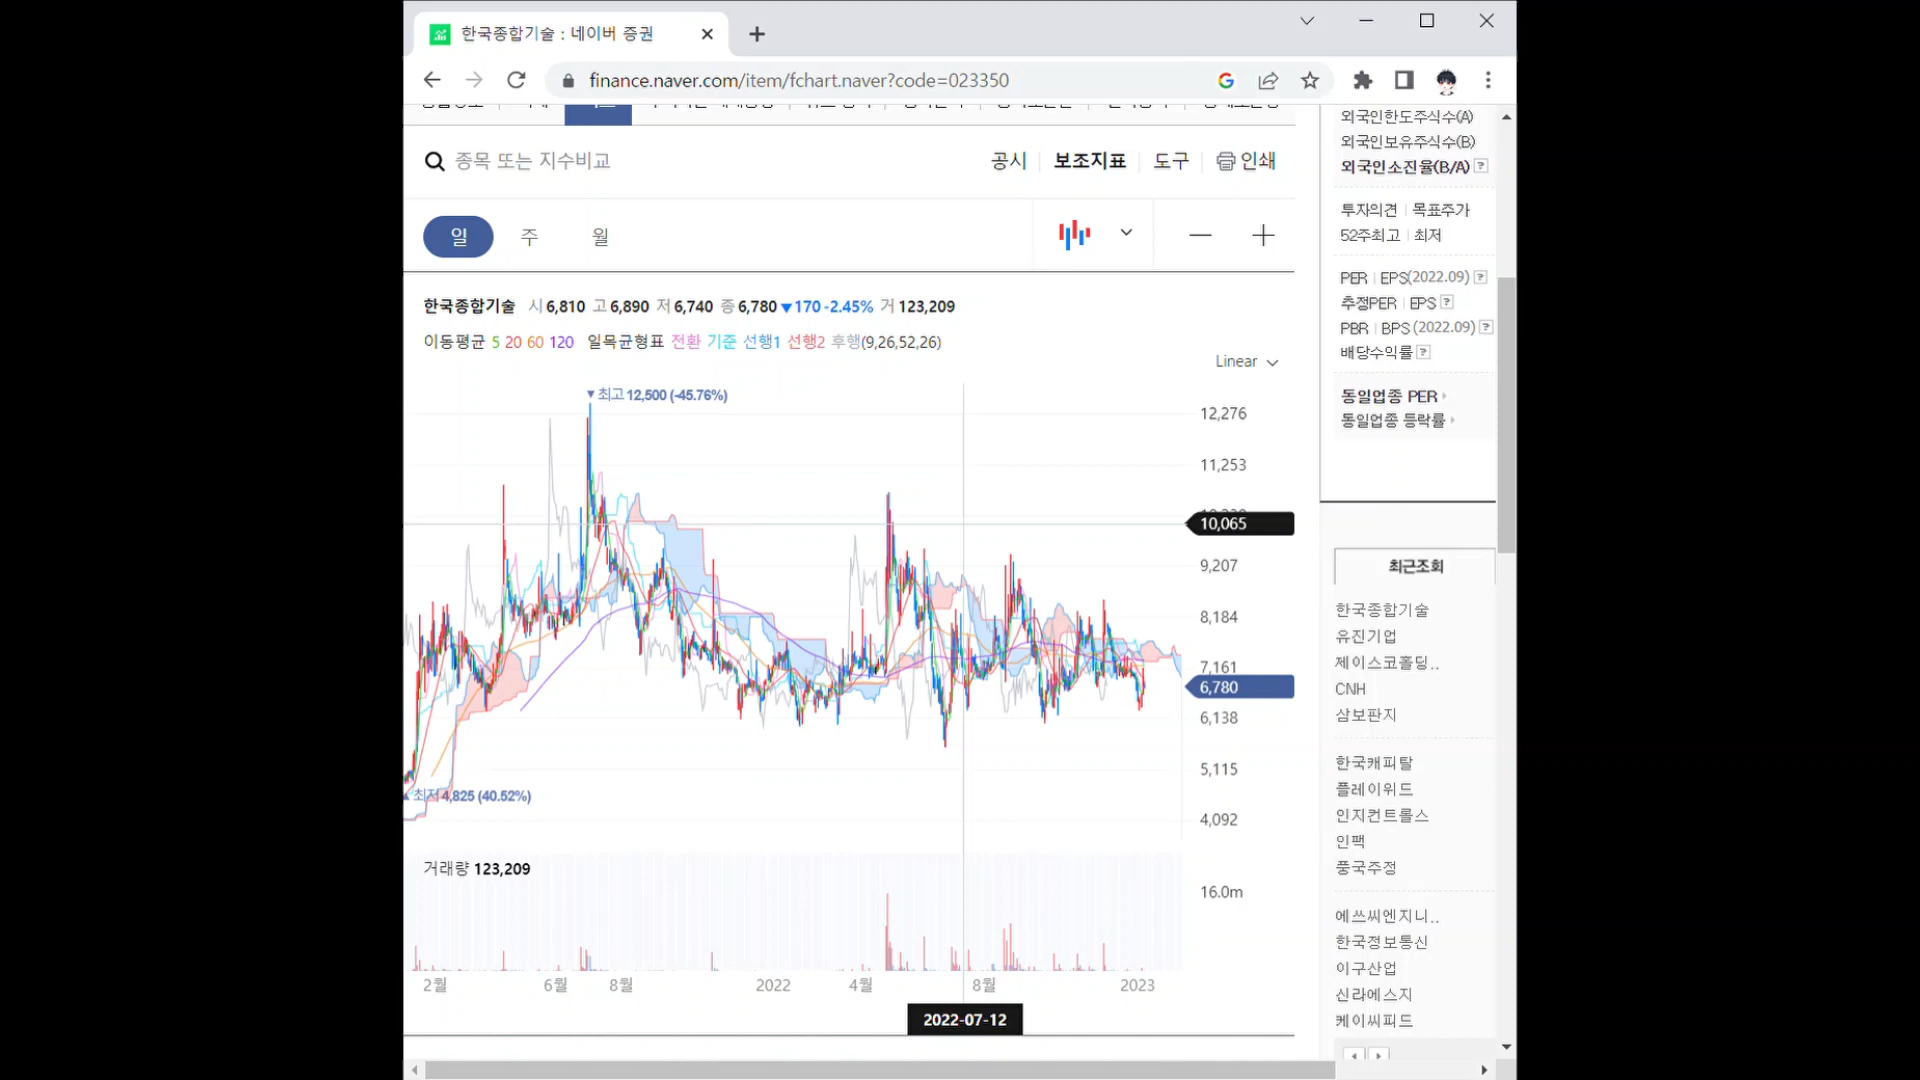 한국종합기술 : 네이버 증권
finance.naver.com/item/fchart.naver?code=023350
종목 또는 지수비교
공시 보조지표 도구 인쇄
일 주 월
한국종합기술 시 6,810 고 6,890 저 6,740 종 6,780 ▼170 -2.45% 거 123,209
이동평균 5 20 60 120 일목균형표 전환 기준 선행1 선행2 후행(9,26,52,26)
Linear
▼최고 12,500 (-45.76%)
12,276
11,253
10,065
9,207
8,184
7,161
6,780
6,138
5,115
4,092
▲최저 4,825 (40.52%)
거래량 123,209
16.0m
2월 6월 8월 2022 4월 8월 2023
2022-07-12
외국인한도주식수(A)
외국인보유주식수(B)
외국인소진율(B/A) ?
투자의견 | 목표주가
52주최고 | 최저
PER | EPS(2022.09) ?
추정PER | EPS ?
PBR | BPS (2022.09) ?
배당수익률 ?
동일업종 PER
동일업종 등락률
최근조회
한국종합기술
유진기업
제이스코홀딩..
CNH
삼보판지
한국캐피탈
플레이위드
인지컨트롤스
인팩
풍국주정
에쓰씨엔지니..
한국정보통신
이구산업
신라에스지
케이씨피드